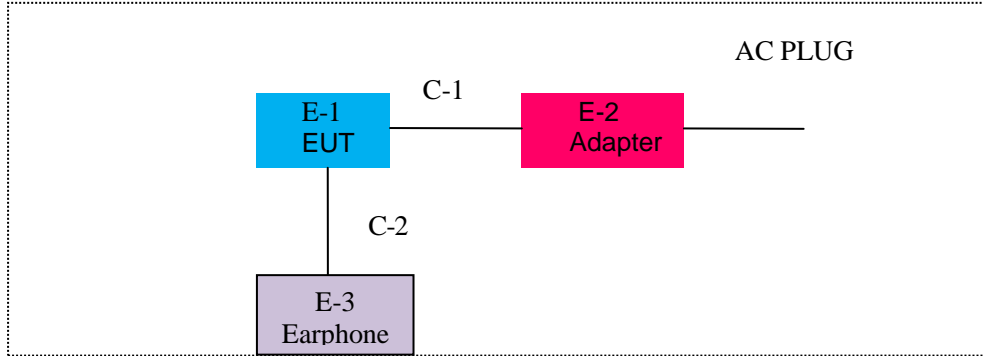 AC PLUG
C-1
E-1
EUT
E-2
Adapter
C-2
E-3
Earphone